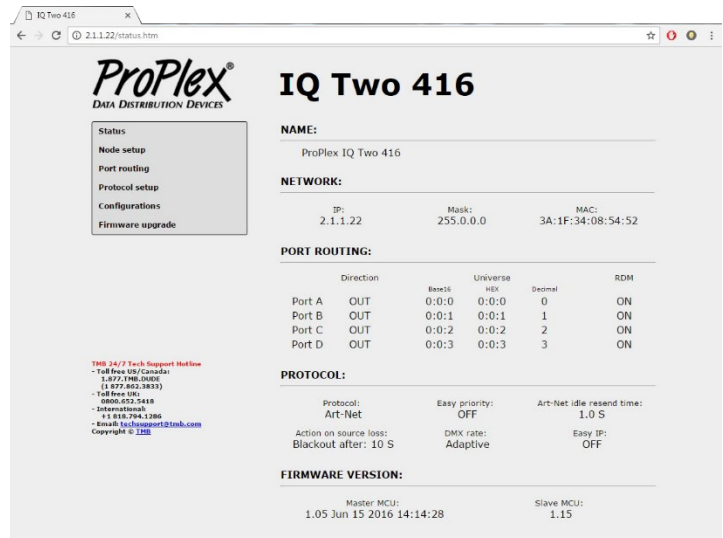 IQ Two 416
2.1.1.22/status.htm
ProPlex®
DATA DISTRIBUTION DEVICES
Status
Node setup
Port routing
Protocol setup
Configurations
Firmware upgrade
TMB 24/7 Tech Support Hotline
- Toll free US/Canada:
1.877.TMB.DUDE
(1 877.862.3833)
- Toll free UK:
0800.652.5418
- International:
+1 818.794.1286
- Email: techsupport@tmb.com
Copyright © TMB
IQ Two 416
NAME:
ProPlex IQ Two 416
NETWORK:
IP: Mask: MAC:
2.1.1.22 255.0.0.0 3A:1F:34:08:54:52
PORT ROUTING:
Direction Universe RDM
Base16 HEX Decimal
Port A OUT 0:0:0 0:0:0 0 ON
Port B OUT 0:0:1 0:0:1 1 ON
Port C OUT 0:0:2 0:0:2 2 ON
Port D OUT 0:0:3 0:0:3 3 ON
PROTOCOL:
Protocol: Easy priority: Art-Net idle resend time:
Art-Net OFF 1.0 S
Action on source loss: DMX rate: Easy IP:
Blackout after: 10 S Adaptive OFF
FIRMWARE VERSION:
Master MCU: Slave MCU:
1.05 Jun 15 2016 14:14:28 1.15